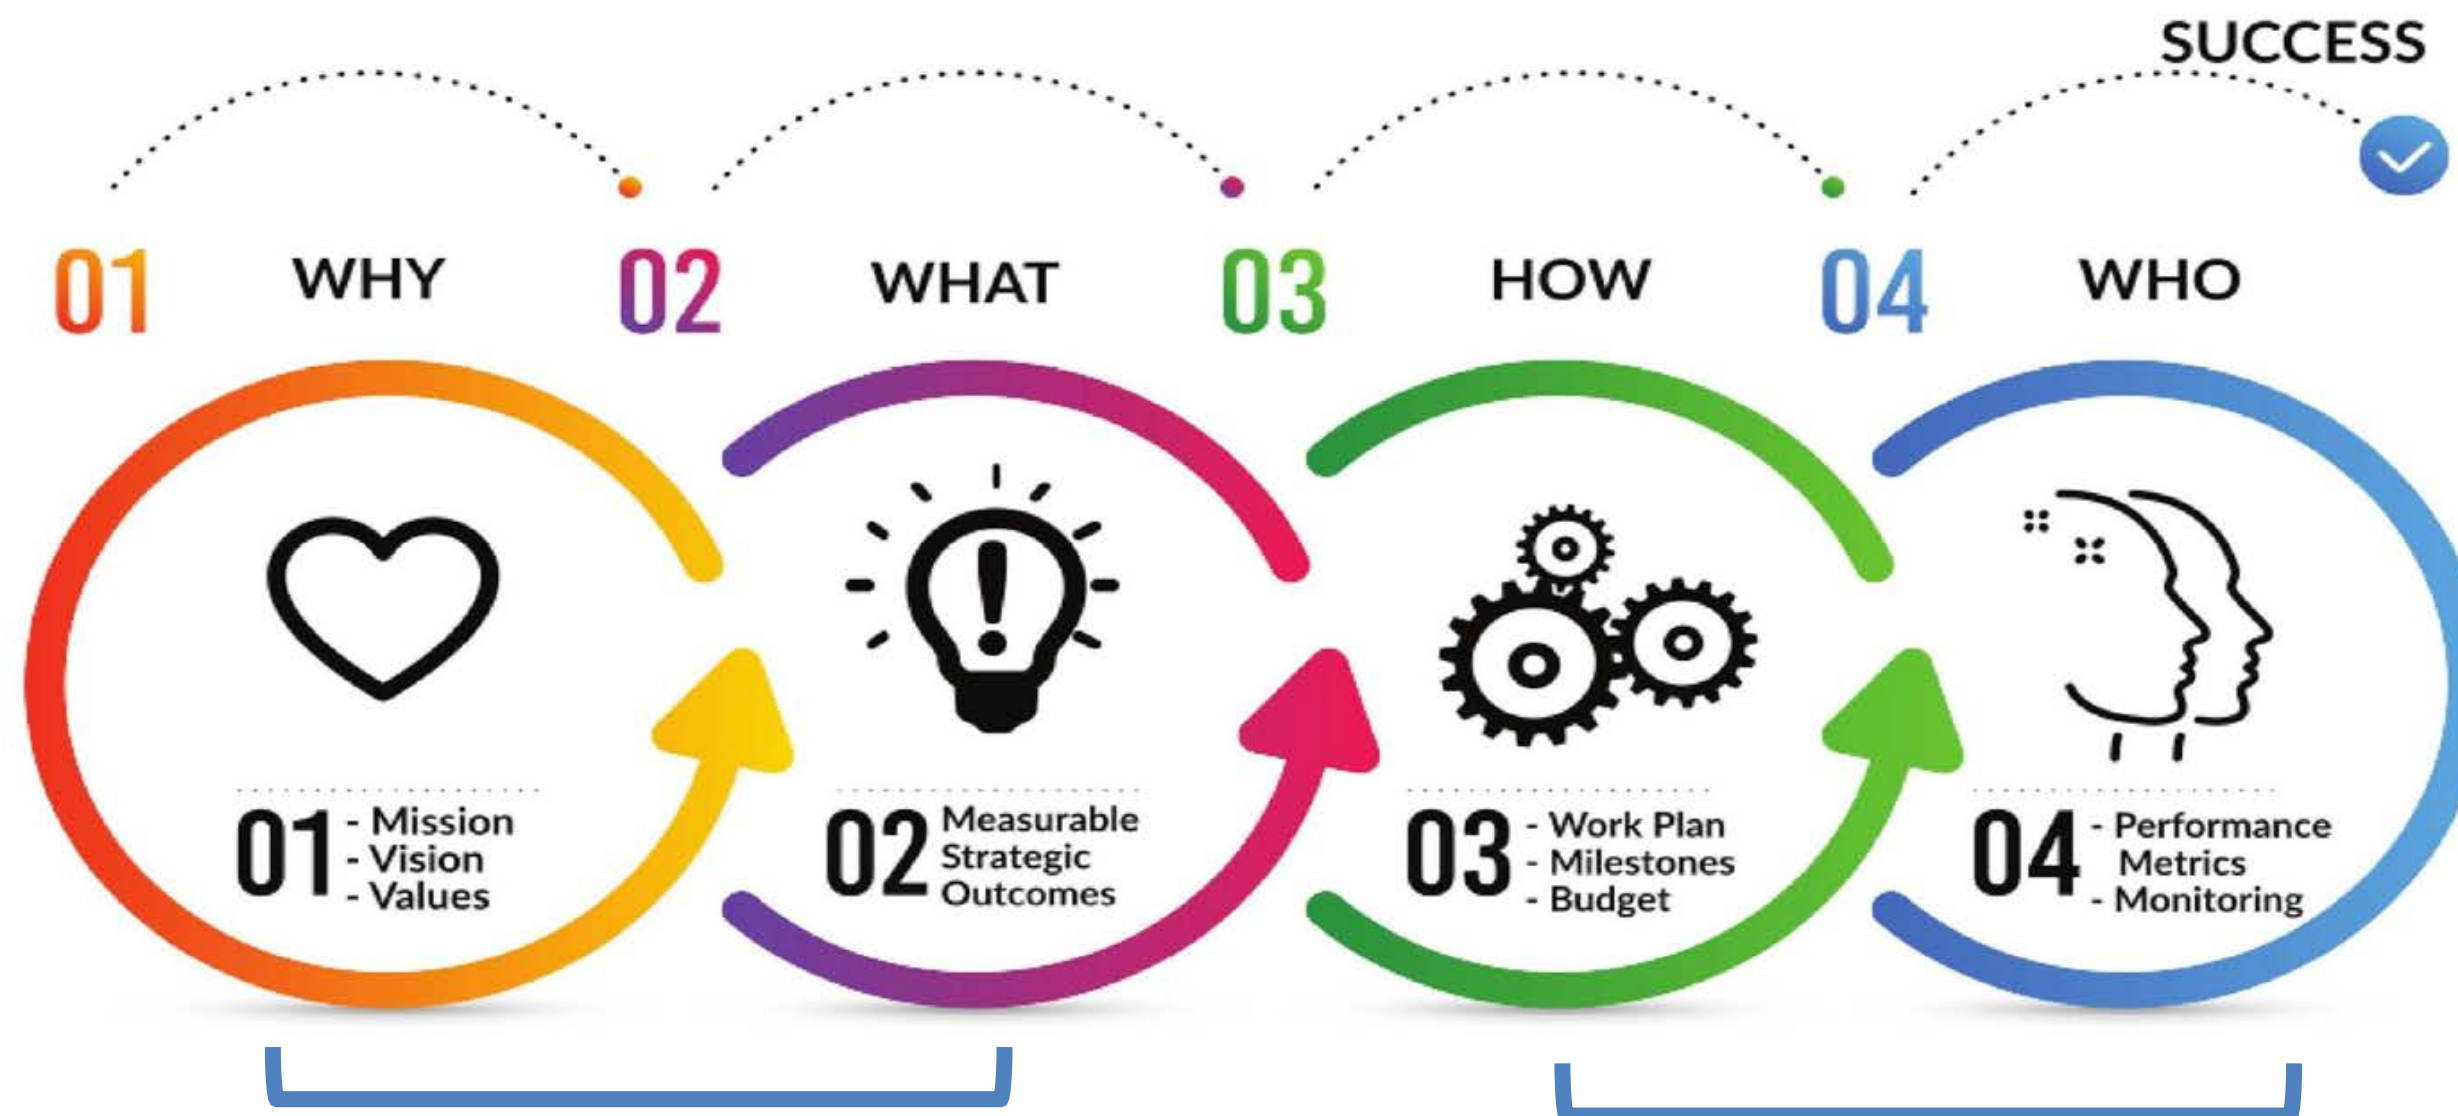 SUCCESS
01 WHY 02 WHAT 03 HOW 04 WHO
01
- Mission
- Vision
- Values
02
Measurable
Strategic
Outcomes
03
- Work Plan
- Milestones
- Budget
04
- Performance
Metrics
- Monitoring